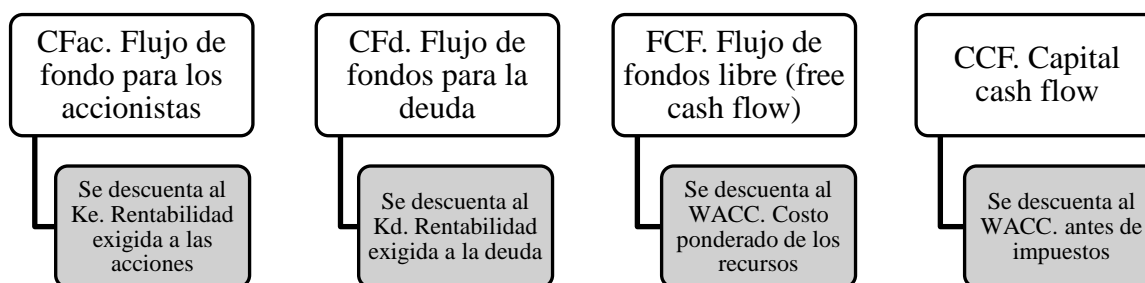 CFac. Flujo de
fondo para los
accionistas
Se descuenta al
Ke. Rentabilidad
exigida a las
acciones
CFd. Flujo de
fondos para la
deuda
Se descuenta al
Kd. Rentabilidad
exigida a la deuda
FCF. Flujo de
fondos libre (free
cash flow)
Se descuenta al
WACC. Costo
ponderado de los
recursos
CCF. Capital
cash flow
Se descuenta al
WACC. antes de
impuestos